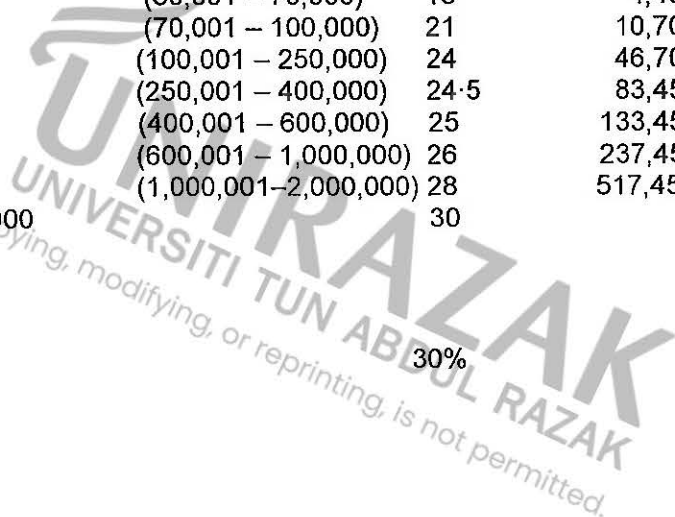 (70,001 – 100,000) 21 10,70
(100,001 – 250,000) 24 46,70
(250,001 – 400,000) 24·5 83,45
(400,001 – 600,000) 25 133,45
(600,001 – 1,000,000) 26 237,45
(1,000,001–2,000,000) 28 517,45
000 30
30%
UNIRAZAK
UNIVERSITI TUN ABDUL RAZAK
ying, modifying, or reprinting, is not permitted.